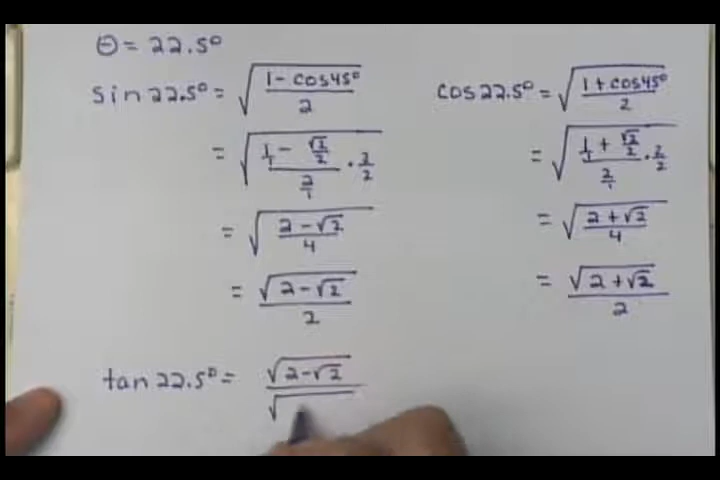 θ = 22.5°
sin 22.5° = √((1 - cos45°)/2)
= √((1/1 - √2/2)/(2/1) · 2/2)
= √((2 - √2)/4)
= √(2 - √2)/2
cos 22.5° = √((1 + cos45°)/2)
= √((1/1 + √2/2)/(2/1) · 2/2)
= √((2 + √2)/4)
= √(2 + √2)/2
tan 22.5° = √(2 - √2)/√